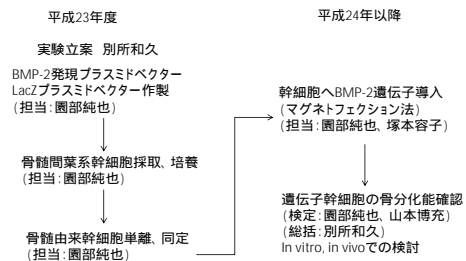 平成23年度
実験立案 別所和久
BMP-2発現プラスミドベクター
LacZプラスミドベクター作製
(担当:園部純也)
骨髄間葉系幹細胞採取、培養
(担当:園部純也)
骨髄由来幹細胞単離、同定
(担当:園部純也)
平成24年以降
幹細胞へBMP-2遺伝子導入
(マグネトフェクション法)
(担当:園部純也、塚本容子)
遺伝子幹細胞の骨分化能確認
(検定:園部純也、山本博充)
(総括:別所和久)
In vitro, in vivoでの検討